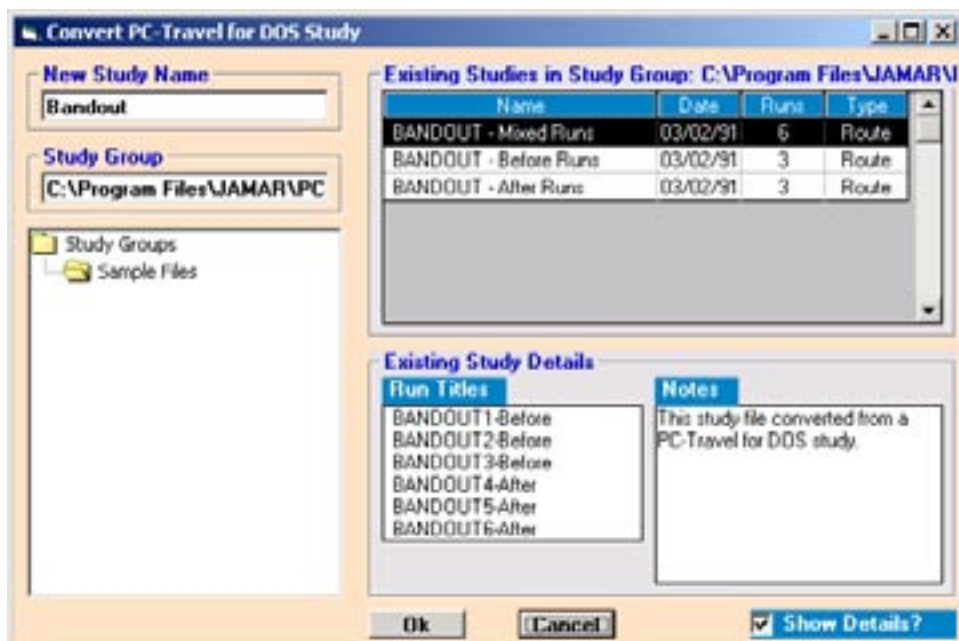 Convert PC-Travel for DOS Study
New Study Name
Bandout
Study Group
C:\Program Files\JAMAR\PC
Study Groups
Sample Files
Existing Studies in Study Group: C:\Program Files\JAMAR\
Name Date Runs Type
BANDOUT - Mixed Runs 03/02/91 6 Route
BANDOUT - Before Runs 03/02/91 3 Route
BANDOUT - After Runs 03/02/91 3 Route
Existing Study Details
Run Titles
BANDOUT1-Before
BANDOUT2-Before
BANDOUT3-Before
BANDOUT4-After
BANDOUT5-After
BANDOUT6-After
Notes
This study file converted from a
PC-Travel for DOS study.
Ok
Cancel
Show Details?